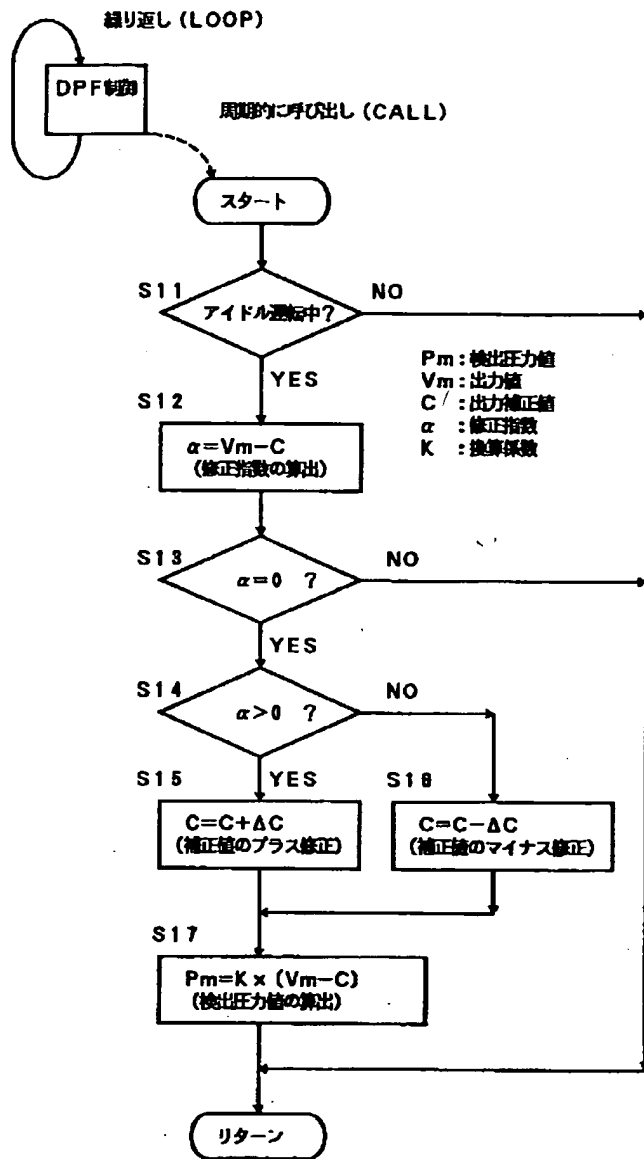 繰り返し (LOOP)
DPF制御
周期的に呼び出し (CALL)
スタート
S11
アイドル運転中?
NO
YES
Pm:検出圧力値
Vm:出力値
C :出力補正値
α :修正指数
K :換算係数
S12
α=Vm−C
(修正指数の算出)
S13
α=0 ?
NO
YES
S14
α>0 ?
NO
S15
YES
S16
C=C+ΔC
(補正値のプラス修正)
C=C−ΔC
(補正値のマイナス修正)
S17
Pm=K×(Vm−C)
(検出圧力値の算出)
リターン